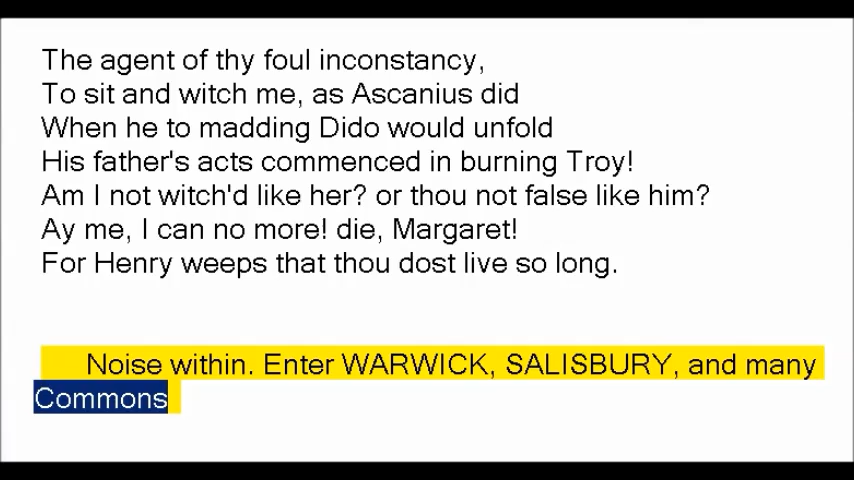 The agent of thy foul inconstancy,
To sit and witch me, as Ascanius did
When he to madding Dido would unfold
His father's acts commenced in burning Troy!
Am I not witch'd like her? or thou not false like him?
Ay me, I can no more! die, Margaret!
For Henry weeps that thou dost live so long.
Noise within. Enter WARWICK, SALISBURY, and many
Commons